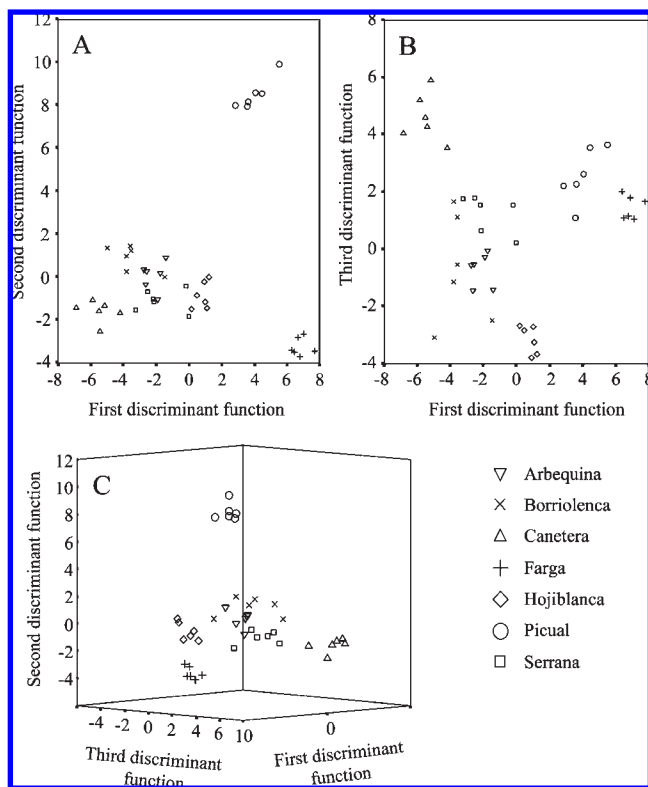 A
Second discriminant function
12
10
8
6
4
2
0
-2
-4
-8 -6 -4 -2 0 2 4 6 8
First discriminant function
B
Third discriminant function
8
6
4
2
0
-2
-4
-8 -6 -4 -2 0 2 4 6 8
First discriminant function
C
Second discriminant function
12
10
8
6
4
2
0
-2
-4
-4 -2 0 2 4 6 10
0
Third discriminant
function
First discriminant
function
Arbequina
Borriolenca
Canetera
Farga
Hojiblanca
Picual
Serrana